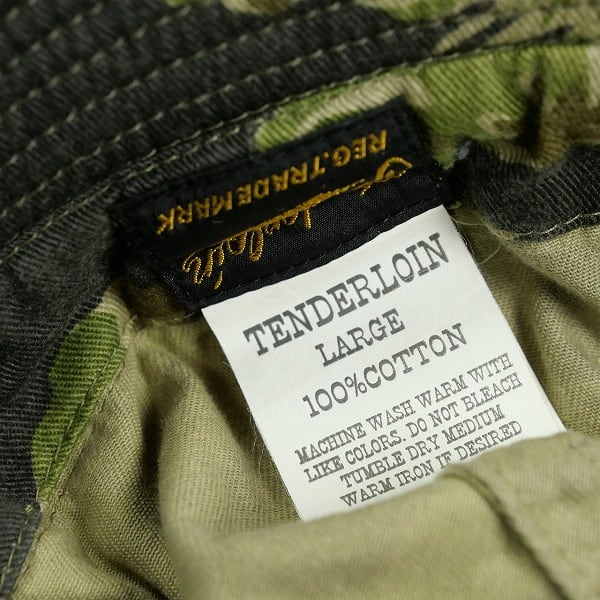 Tenderloin
REG. TRADEMARK
TENDERLOIN
LARGE
100%COTTON
MACHINE WASH WARM WITH
LIKE COLORS. DO NOT BLEACH
TUMBLE DRY MEDIUM
WARM IRON IF DESIRED